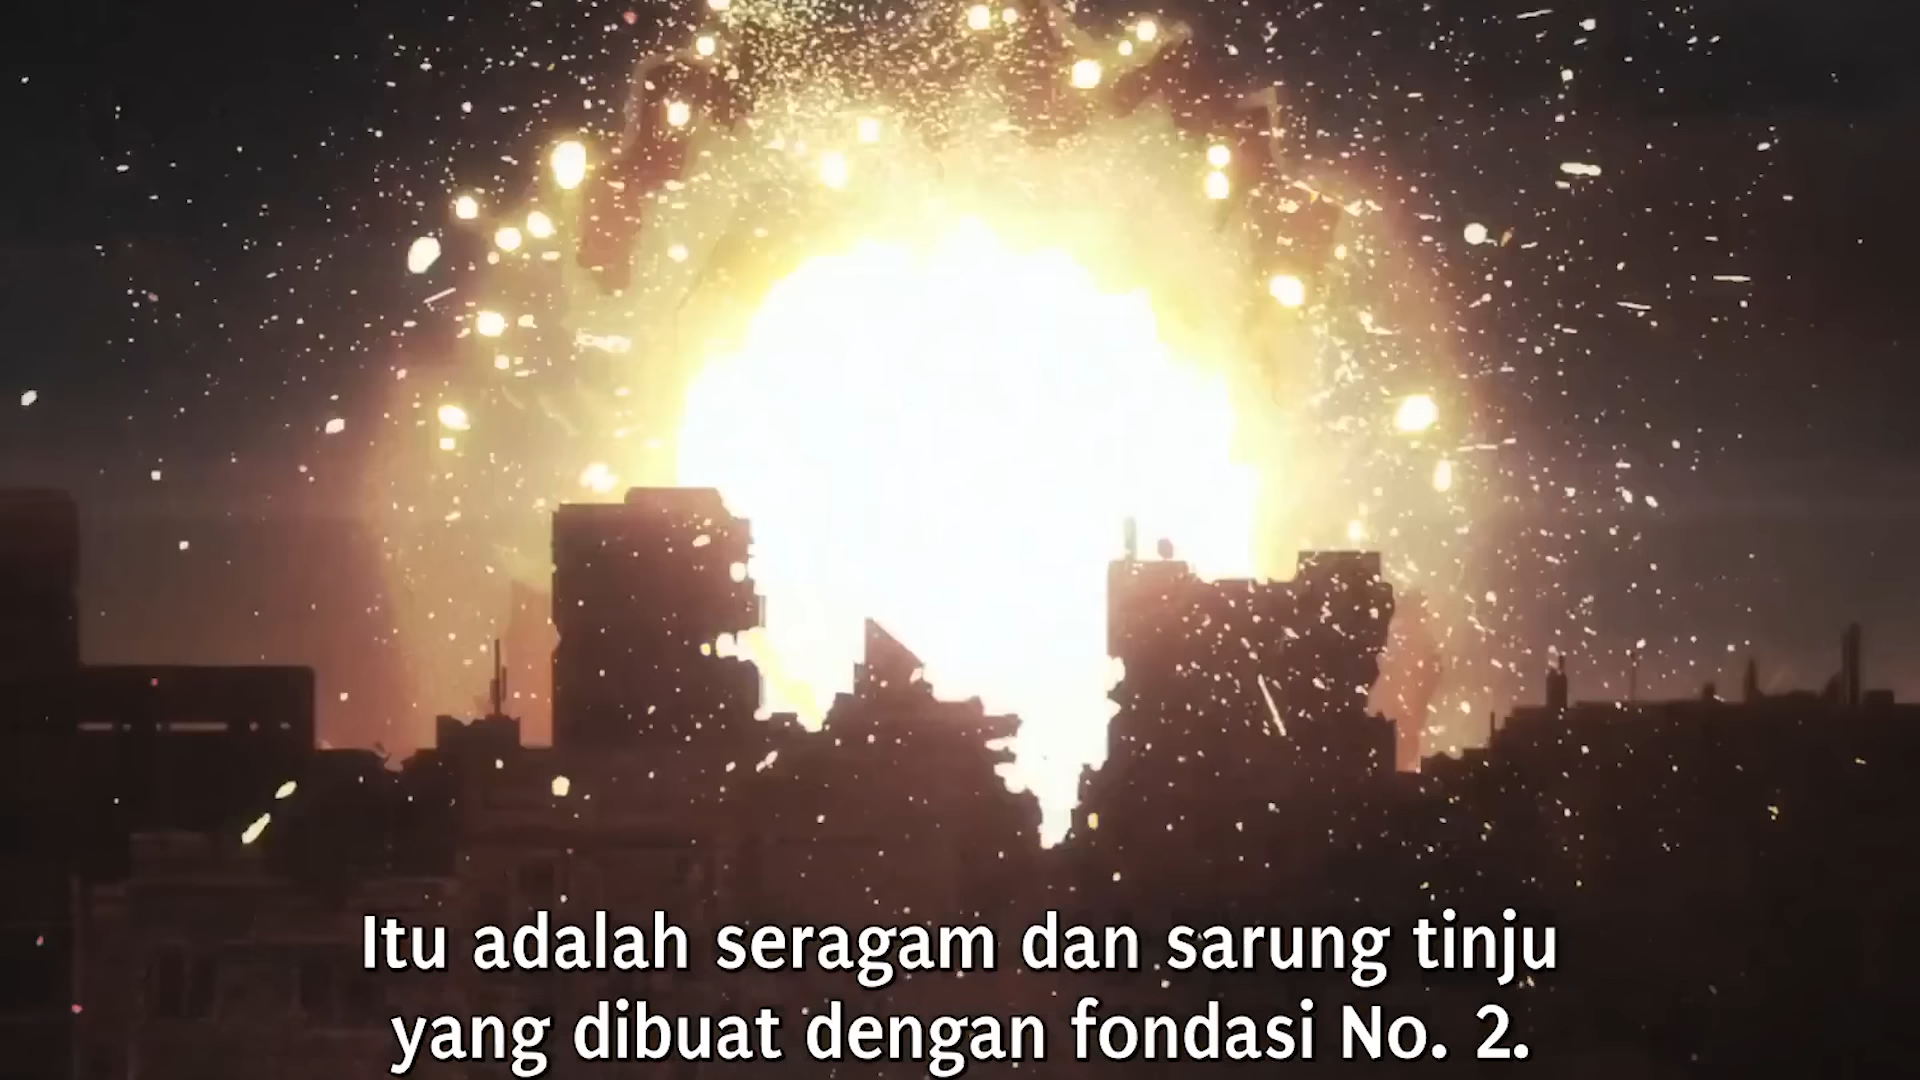 Itu adalah seragam dan sarung tinju
yang dibuat dengan fondasi No. 2.